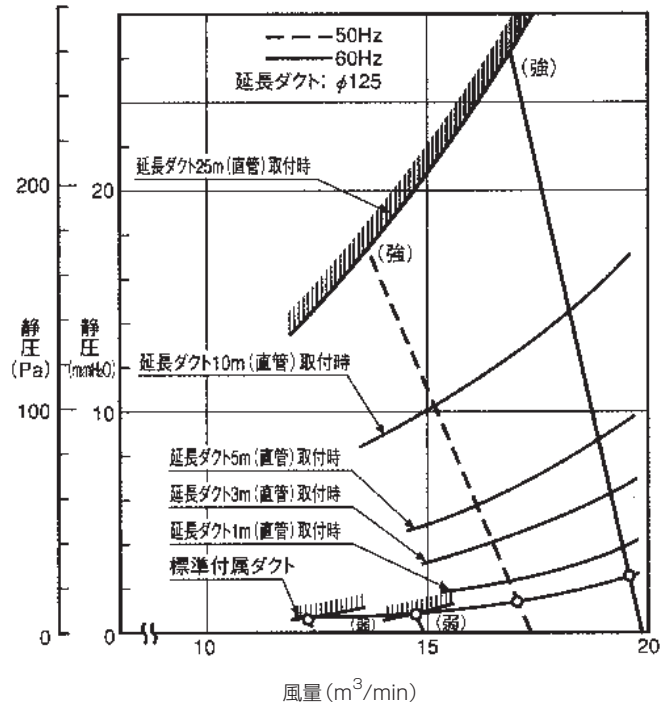 50Hz
60Hz
延長ダクト: φ125
(強)
延長ダクト25m(直管)取付時
200
20
(強)
静圧(Pa)
静圧(mmH2O)
延長ダクト10m(直管)取付時
100
10
延長ダクト5m(直管)取付時
延長ダクト3m(直管)取付時
延長ダクト1m(直管)取付時
標準付属ダクト
(弱)
(弱)
0
0
10
15
20
風量(m³/min)